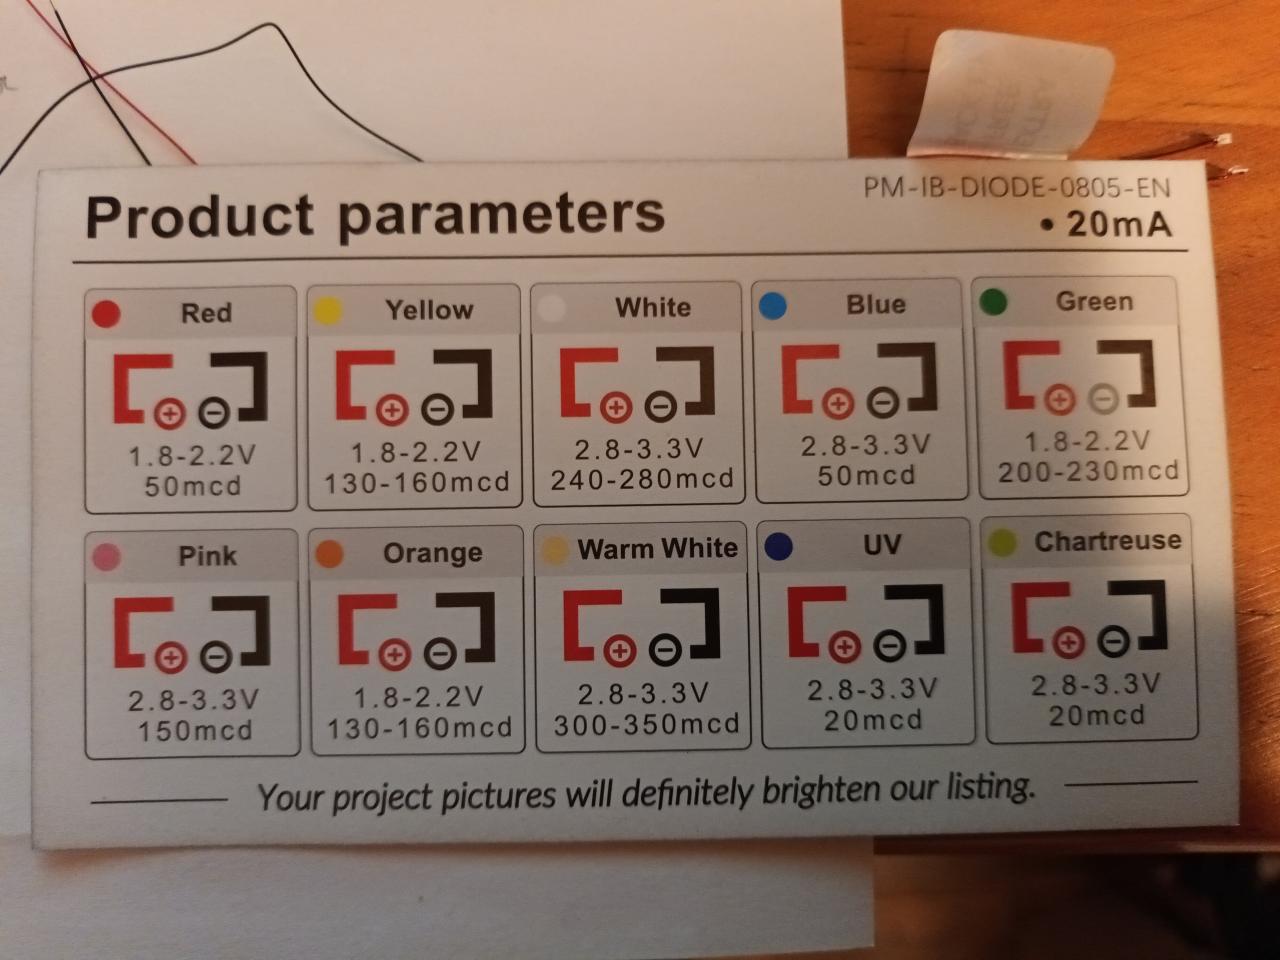 PM-IB-DIODE-0805-EN
Product parameters
• 20mA
Red
1.8-2.2V
50mcd
Yellow
1.8-2.2V
130-160mcd
White
2.8-3.3V
240-280mcd
Blue
2.8-3.3V
50mcd
Green
1.8-2.2V
200-230mcd
Pink
2.8-3.3V
150mcd
Orange
1.8-2.2V
130-160mcd
Warm White
2.8-3.3V
300-350mcd
UV
2.8-3.3V
20mcd
Chartreuse
2.8-3.3V
20mcd
Your project pictures will definitely brighten our listing.